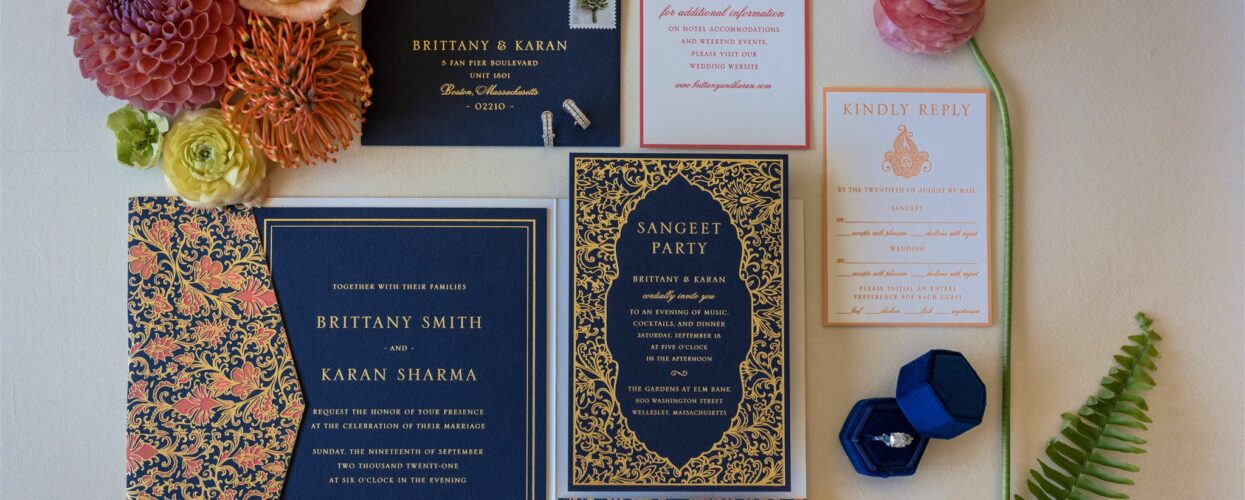 BRITTANY & KARAN
5 FAN PIER BOULEVARD
UNIT 1801
Boston, Massachusetts
- 02210 -
for additional information
ON HOTEL ACCOMMODATIONS
AND WEEKEND EVENTS,
PLEASE VISIT OUR
WEDDING WEBSITE
www.brittanyandkaran.com
KINDLY REPLY
BY THE TWENTIETH OF AUGUST BY MAIL
SANGEET
m
accepts with pleasure declines with regret
WEDDING
m
accepts with pleasure declines with regret
PLEASE INITIAL AN ENTRÉE
PREFERENCE FOR EACH GUEST
beef chicken fish vegetarian
TOGETHER WITH THEIR FAMILIES
BRITTANY SMITH
- AND -
KARAN SHARMA
REQUEST THE HONOR OF YOUR PRESENCE
AT THE CELEBRATION OF THEIR MARRIAGE
SUNDAY, THE NINETEENTH OF SEPTEMBER
TWO THOUSAND TWENTY-ONE
AT SIX O'CLOCK IN THE EVENING
SANGEET
PARTY
BRITTANY & KARAN
cordially invite you
TO AN EVENING OF MUSIC,
COCKTAILS, AND DINNER
SATURDAY, SEPTEMBER 18
AT FIVE O'CLOCK
IN THE AFTERNOON
THE GARDENS AT ELM BANK
900 WASHINGTON STREET
WELLESLEY, MASSACHUSETTS